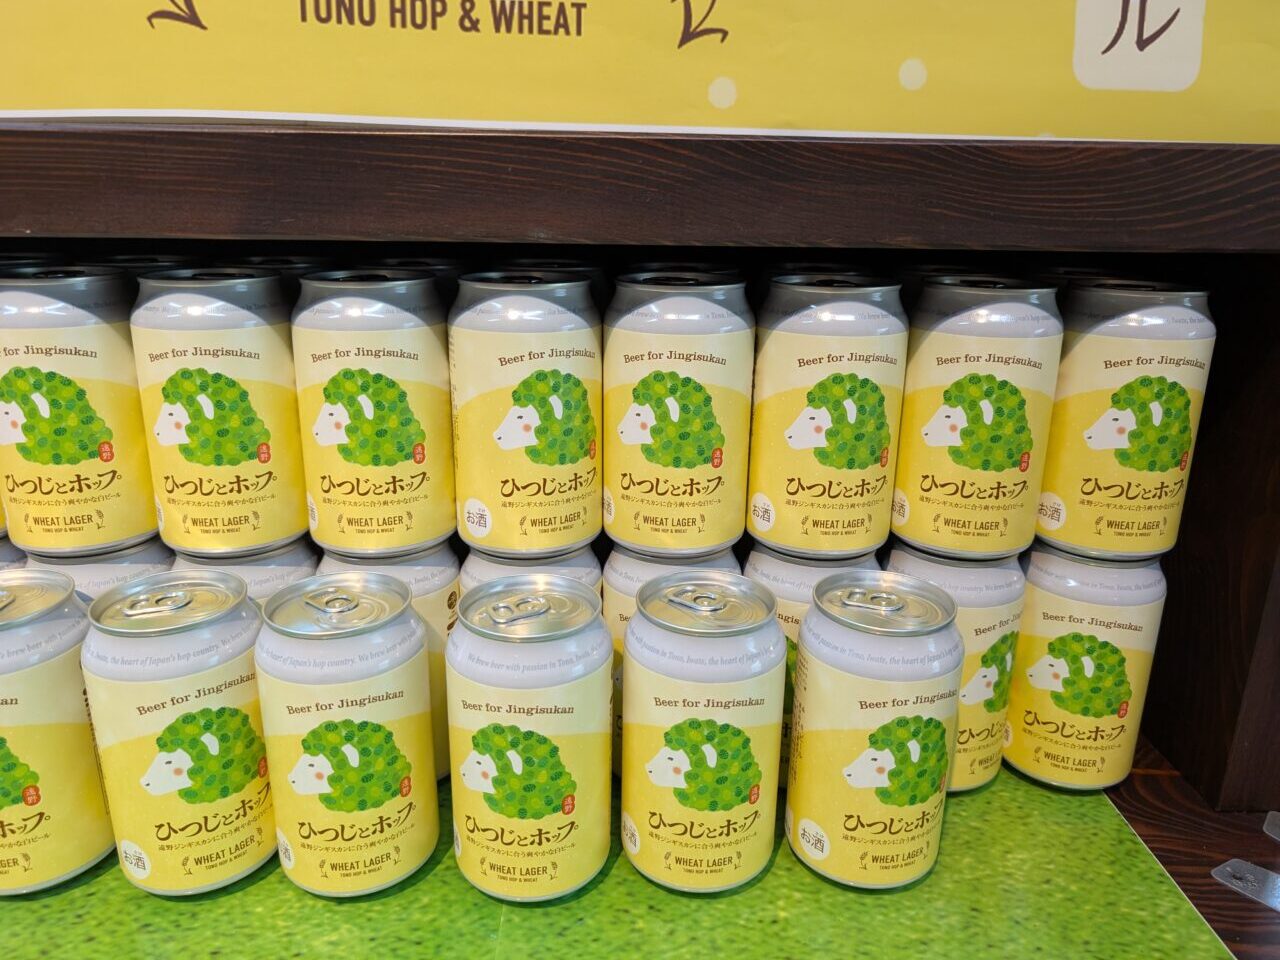 TONO HOP & WHEAT
ル
We brew beer with passion in Tono, Iwate, the heart of Japan's hop country.
Beer for Jingisukan
遠野
ひつじとホップ
遠野ジンギスカンに合う爽やかな白ビール
お酒
WHEAT LAGER
TONO HOP & WHEAT